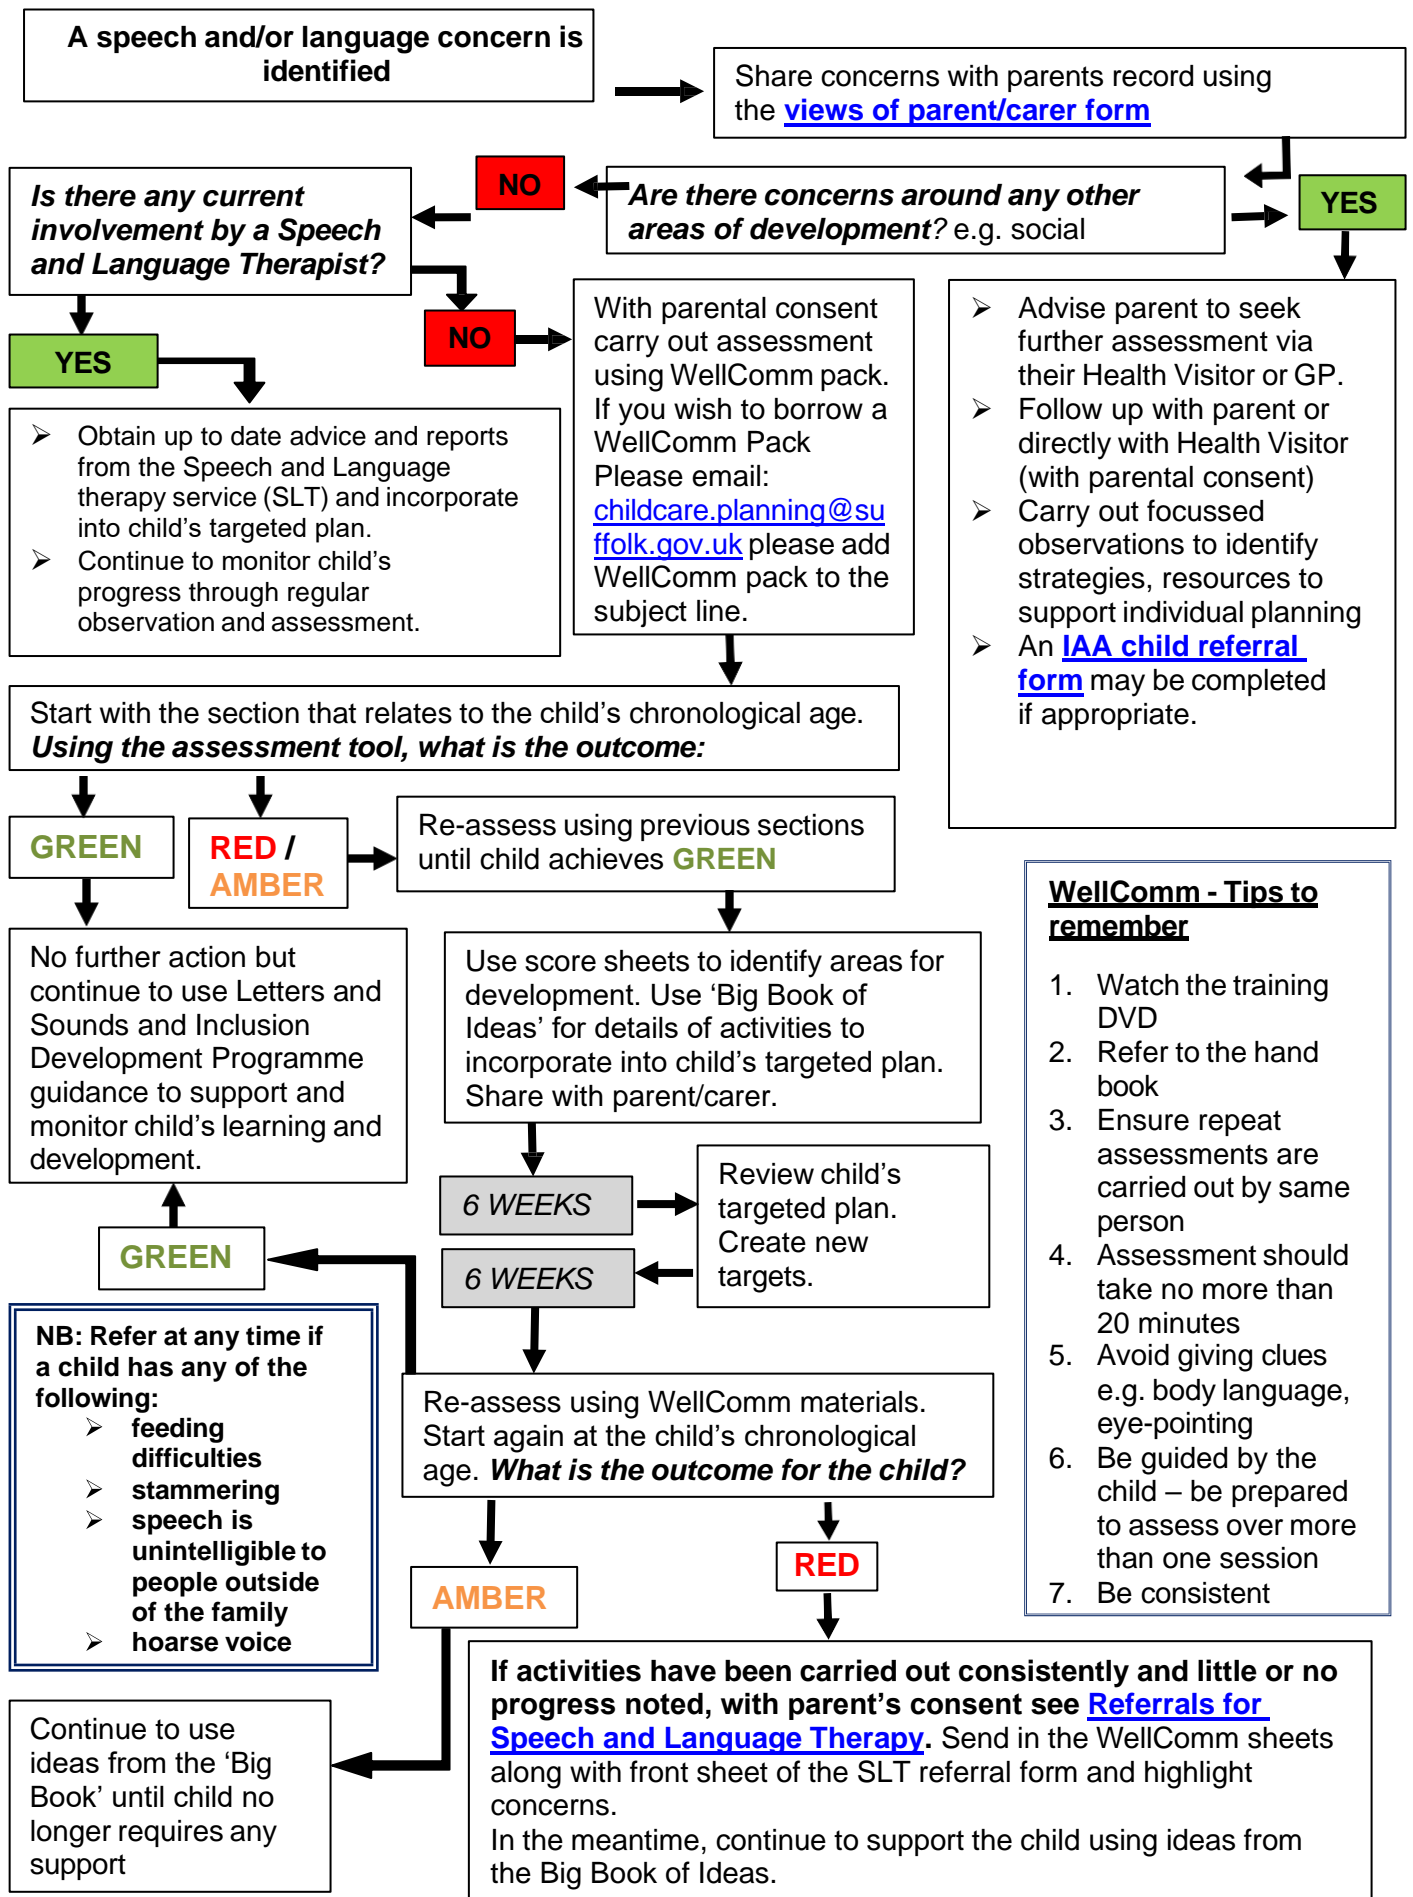 A speech and/or language concern is
identified
Share concerns with parents record using
the views of parent/carer form
Is there any current
involvement by a Speech
and Language Therapist?
NO
Are there concerns around any other
areas of development? e.g. social
YES
YES
NO
With parental consent
carry out assessment
using WellComm pack.
If you wish to borrow a
WellComm Pack
Please email:
childcare.planning@su
ffolk.gov.uk please add
WellComm pack to the
subject line.
➢ Advise parent to seek
further assessment via
their Health Visitor or GP.
➢ Follow up with parent or
directly with Health Visitor
(with parental consent)
➢ Carry out focussed
observations to identify
strategies, resources to
support individual planning
➢ An IAA child referral
form may be completed
if appropriate.
➢ Obtain up to date advice and reports
from the Speech and Language
therapy service (SLT) and incorporate
into child’s targeted plan.
➢ Continue to monitor child’s
progress through regular
observation and assessment.
Start with the section that relates to the child’s chronological age.
Using the assessment tool, what is the outcome:
GREEN
RED /
AMBER
Re-assess using previous sections
until child achieves GREEN
No further action but
continue to use Letters and
Sounds and Inclusion
Development Programme
guidance to support and
monitor child’s learning and
development.
Use score sheets to identify areas for
development. Use ‘Big Book of
Ideas’ for details of activities to
incorporate into child’s targeted plan.
Share with parent/carer.
WellComm - Tips to
remember
1. Watch the training
DVD
2. Refer to the hand
book
3. Ensure repeat
assessments are
carried out by same
person
4. Assessment should
take no more than
20 minutes
5. Avoid giving clues
e.g. body language,
eye-pointing
6. Be guided by the
child – be prepared
to assess over more
than one session
7. Be consistent
6 WEEKS
Review child’s
targeted plan.
Create new
targets.
6 WEEKS
GREEN
NB: Refer at any time if
a child has any of the
following:
➢ feeding
difficulties
➢ stammering
➢ speech is
unintelligible to
people outside
of the family
➢ hoarse voice
Re-assess using WellComm materials.
Start again at the child’s chronological
age. What is the outcome for the child?
AMBER
RED
Continue to use
ideas from the ‘Big
Book’ until child no
longer requires any
support
If activities have been carried out consistently and little or no
progress noted, with parent’s consent see Referrals for
Speech and Language Therapy. Send in the WellComm sheets
along with front sheet of the SLT referral form and highlight
concerns.
In the meantime, continue to support the child using ideas from
the Big Book of Ideas.